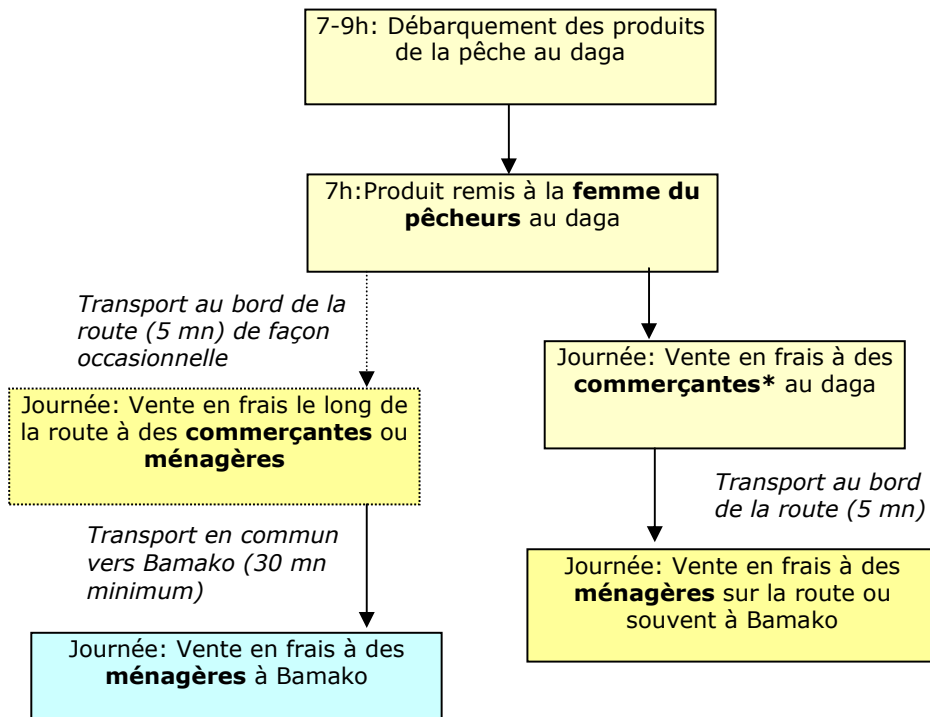 7-9h: Débarquement des produits
de la pêche au daga
7h:Produit remis à la femme du
pêcheurs au daga
Transport au bord de la
route (5 mn) de façon
occasionnelle
Journée: Vente en frais à des
commerçantes* au daga
Journée: Vente en frais le long de
la route à des commerçantes ou
ménagères
Transport au bord
de la route (5 mn)
Transport en commun
vers Bamako (30 mn
minimum)
Journée: Vente en frais à des
ménagères sur la route ou
souvent à Bamako
Journée: Vente en frais à des
ménagères à Bamako